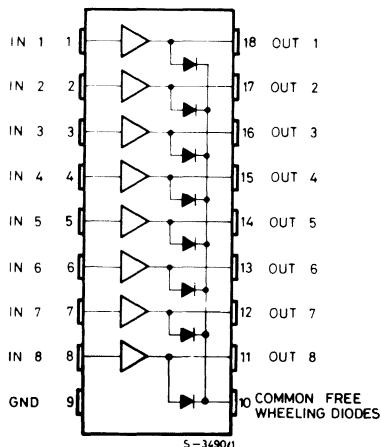 IN 1 1 18 OUT 1
IN 2 2 17 OUT 2
IN 3 3 16 OUT 3
IN 4 4 15 OUT 4
IN 5 5 14 OUT 5
IN 6 6 13 OUT 6
IN 7 7 12 OUT 7
IN 8 8 11 OUT 8
GND 9 10 COMMON FREE
WHEELING DIODES
S-3490/1